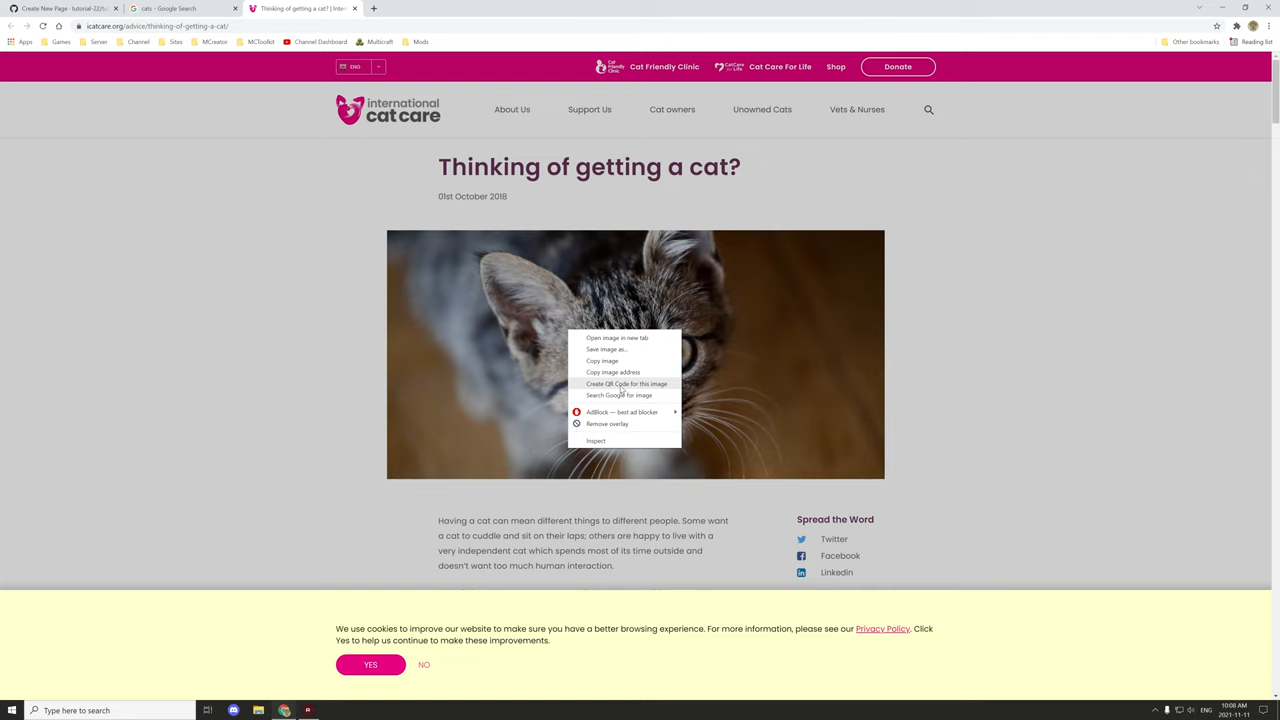 Create New Page · tutorial-22/tu
cats - Google Search
Thinking of getting a cat? | Inter
icatcare.org/advice/thinking-of-getting-a-cat/
Apps
Games
Server
Channel
Sites
MCreator
MCToolkit
Channel Dashboard
Multicraft
Mods
Other bookmarks
Reading list
ENG
Cat Friendly Clinic
Cat Friendly Clinic
CatCare for Life
Cat Care For Life
Shop
Donate
international
cat care
About Us
Support Us
Cat owners
Unowned Cats
Vets & Nurses
Thinking of getting a cat?
01st October 2018
Open image in new tab
Save image as...
Copy image
Copy image address
Create QR Code for this image
Search Google for image
AdBlock — best ad blocker
Remove overlay
Inspect
Having a cat can mean different things to different people. Some want
a cat to cuddle and sit on their laps; others are happy to live with a
very independent cat which spends most of its time outside and
doesn't want too much human interaction.
Spread the Word
Twitter
Facebook
Linkedin
We use cookies to improve our website to make sure you have a better browsing experience. For more information, please see our Privacy Policy. Click
Yes to help us continue to make these improvements.
YES
NO
Type here to search
ENG
10:08 AM
2021-11-11